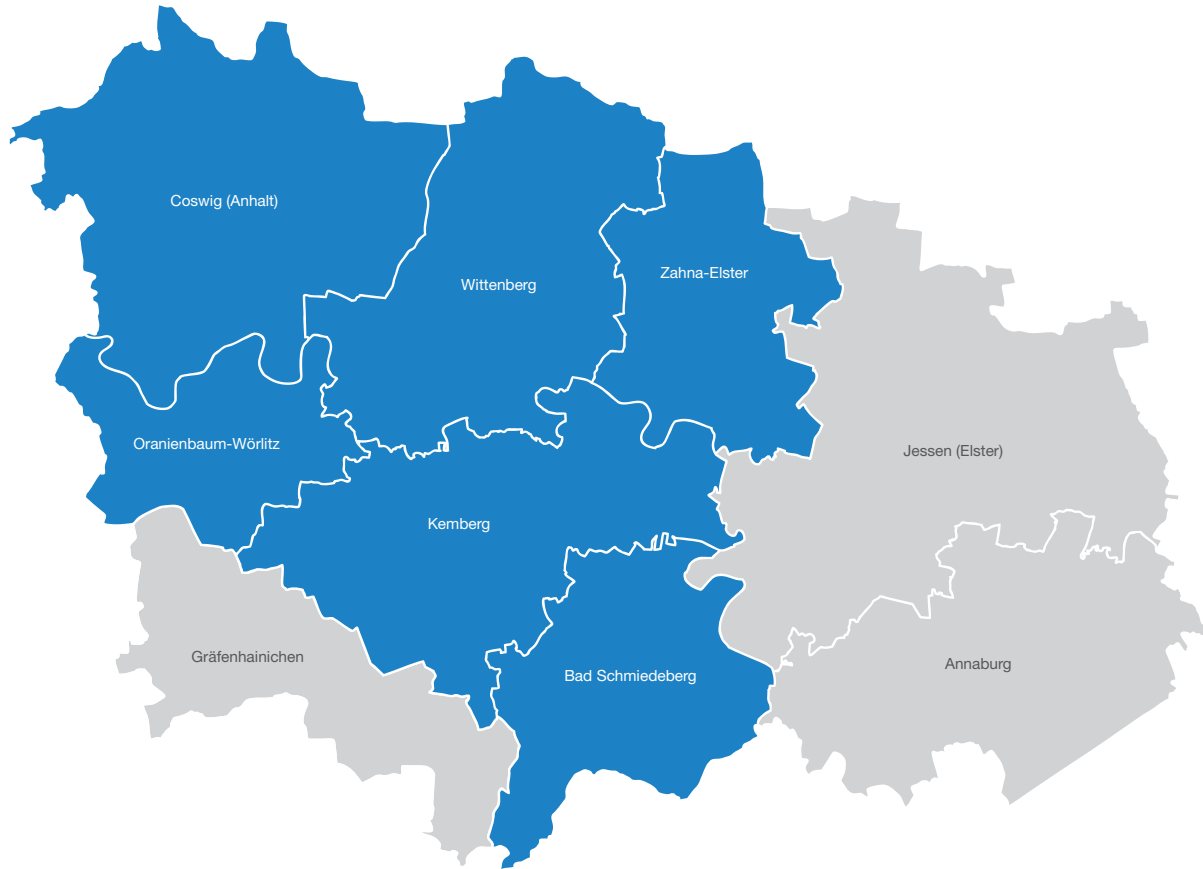 Coswig (Anhalt)
Wittenberg
Zahna-Elster
Oranienbaum-Wörlitz
Jessen (Elster)
Kemberg
Gräfenhainichen
Bad Schmiedeberg
Annaburg